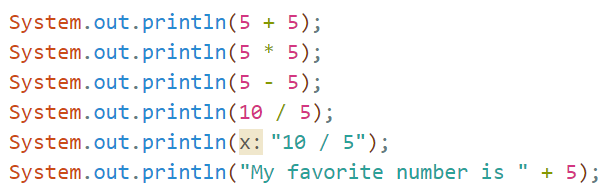 System.out.println(5 + 5);
System.out.println(5 * 5);
System.out.println(5 - 5);
System.out.println(10 / 5);
System.out.println(x: "10 / 5");
System.out.println("My favorite number is " + 5);